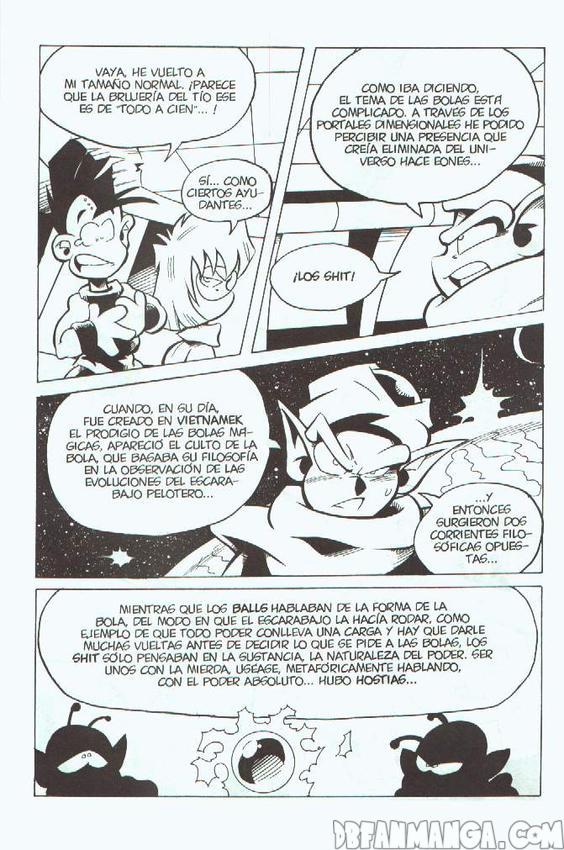 VAYA, HE VUELTO A
MI TAMAÑO NORMAL. ¡PARECE
QUE LA BRUJERÍA DEL TÍO ESE
ES DE "TODO A CIEN"... !
SÍ... COMO
CIERTOS AYU-
DANTES...
COMO IBA DICIENDO,
EL TEMA DE LAS BOLAS ESTÁ
COMPLICADO. A TRAVÉS DE LOS
PORTALES DIMENSIONALES HE PODIDO
PERCIBIR UNA PRESENCIA QUE
CREÍA ELIMINADA DEL UNI-
VERSO HACE EONES...
¡LOS SHIT!
CUANDO, EN SU DÍA,
FUE CREADO EN VIETNAMEK
EL PRODIGIO DE LAS BOLAS MÁ-
GICAS, APARECIÓ EL CULTO DE LA
BOLA, QUE BASABA SU FILOSOFÍA
EN LA OBSERVACIÓN DE LAS
EVOLUCIONES DEL ESCARA-
BAJO PELOTERO...
...Y
ENTONCES
SURGIERON DOS
CORRIENTES FILO-
SÓFICAS OPUES-
TAS...
MIENTRAS QUE LOS BALLS HABLABAN DE LA FORMA DE LA
BOLA, DEL MODO EN QUE EL ESCARABAJO LA HACÍA RODAR, COMO
EJEMPLO DE QUE TODO PODER CONLLEVA UNA CARGA Y HAY QUE DARLE
MUCHAS VUELTAS ANTES DE DECIDIR LO QUE SE PIDE A LAS BOLAS, LOS
SHIT SÓLO PENSABAN EN LA SUSTANCIA, LA NATURALEZA DEL PODER. SER
UNOS CON LA MIERDA, USEASE, METAFÓRICAMENTE HABLANDO,
CON EL PODER ABSOLUTO... HUBO HOSTIAS...
DBFANMANGA.COM